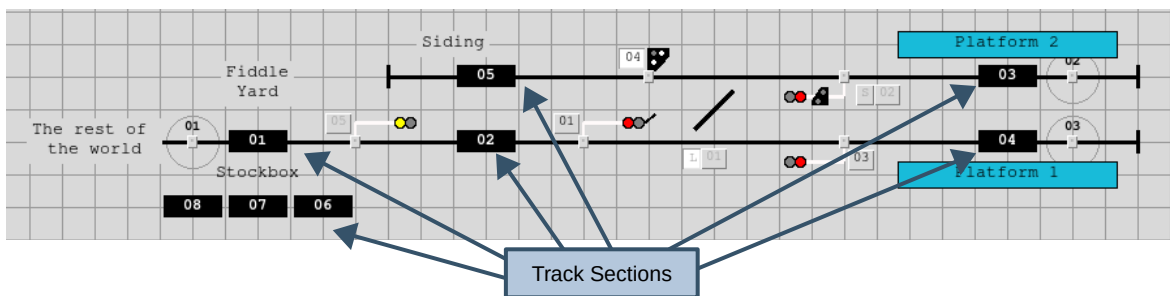 Siding
04
Platform 2
02
Fiddle
Yard
05
03
S 02
The rest of
the world
01
01
05
02
01
L 01
03
04
03
Stockbox
Platform 1
08 07 06
Track Sections